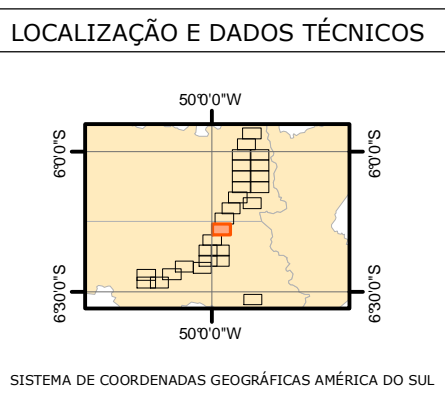 LOCALIZAÇÃO E DADOS TÉCNICOS
50°0'0"W
6°0'0"S
6°0'0"S
6°30'0"S
6°30'0"S
50°0'0"W
SISTEMA DE COORDENADAS GEOGRÁFICAS AMÉRICA DO SUL